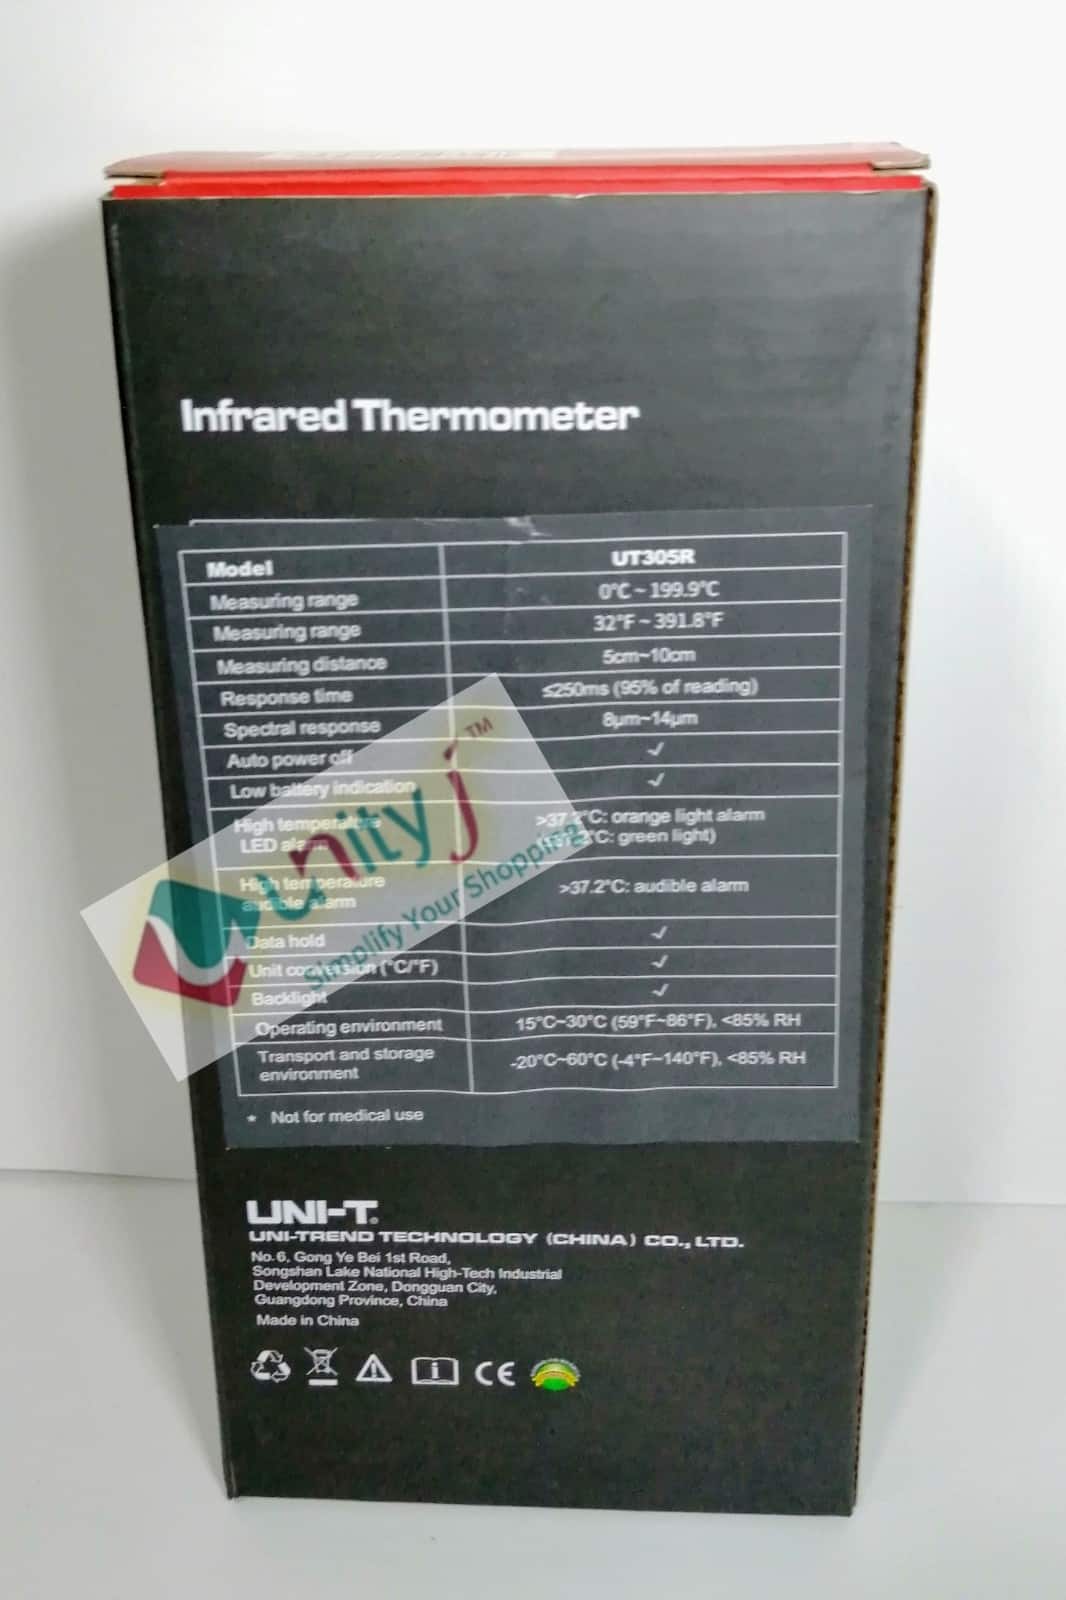 Infrared Thermometer
Model UT305R
Measuring range 0°C ~ 199.9°C
Measuring range 32°F ~ 391.8°F
Measuring distance 5cm~10cm
Response time ≤250ms (95% of reading)
Spectral response 8μm~14μm
Auto power off ✓
Low battery indication ✓
High temperature >37.2°C: orange light alarm
LED alarm °C: green light)
High temperature
audible alarm >37.2°C: audible alarm
Data hold ✓
Unit conversion (°C/°F) ✓
Backlight ✓
Operating environment 15°C~30°C (59°F~86°F), <85% RH
Transport and storage
environment -20°C~60°C (-4°F~140°F), <85% RH
* Not for medical use
Unityj™
Simplify Your Shopping
UNI-T®
UNI-TREND TECHNOLOGY (CHINA) CO., LTD.
No. 6, Gong Ye Bei 1st Road,
Songshan Lake National High-Tech Industrial
Development Zone, Dongguan City,
Guangdong Province, China
Made in China
CE